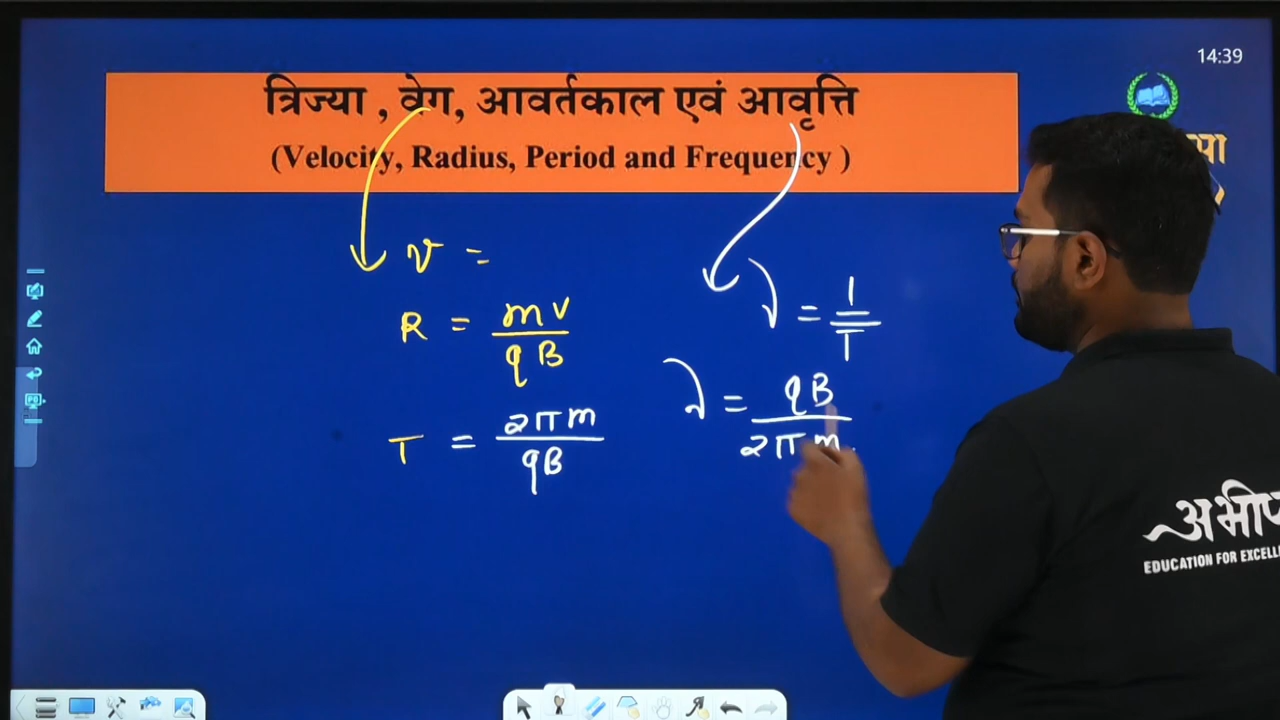 14:39
त्रिज्या , वेग, आवर्तकाल एवं आवृत्ति
(Velocity, Radius, Period and Frequency )
v =
R = mv / qB
T = 2πm / qB
ν = 1 / T
ν = qB / 2πm
EDUCATION FOR EXCELLE